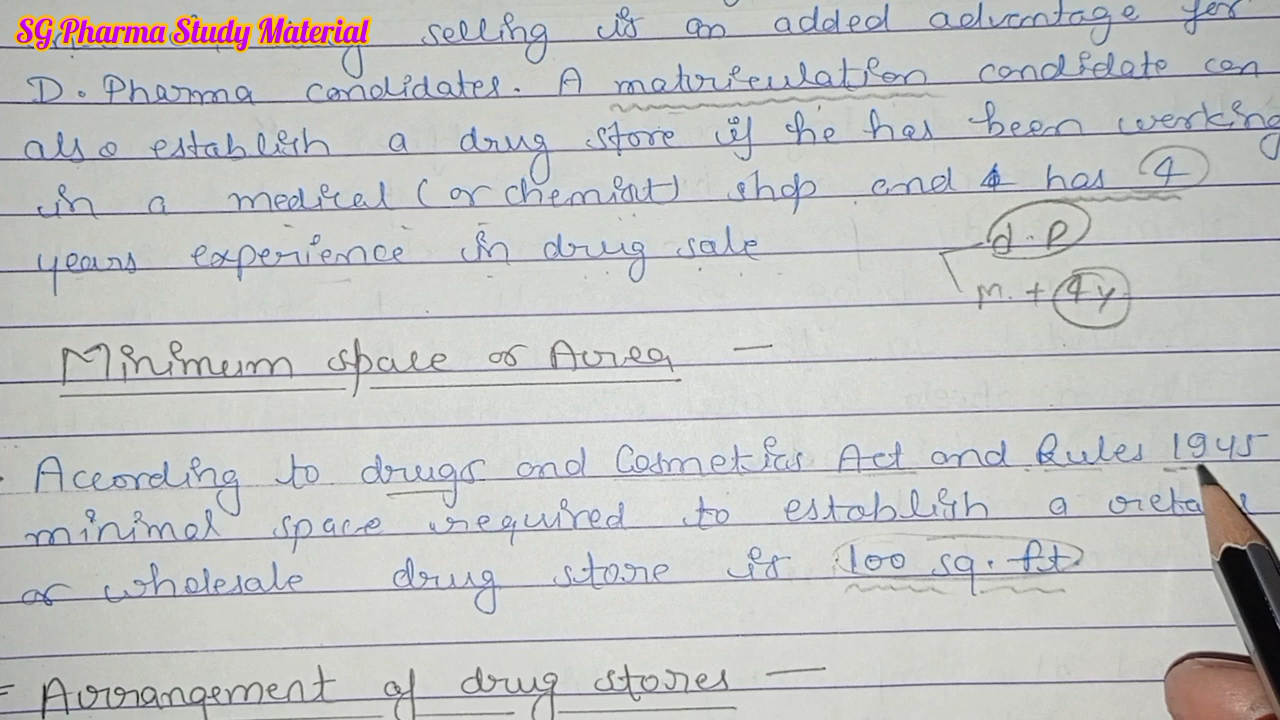 SG Pharma Study Material
selling is an added advantage for
D. Pharma candidates. A matriculation candidate can
also establish a drug store if he has been working
in a medical (or chemist) shop and has 4
years experience in drug sale
d.p
m. + 4y.
Minimum space or Area —
Acording to drugs and Cosmetics Act and Rules 1945
minimal space required to establish a retail
or wholesale drug store is 100 sq. ft
= Arrangement of drug stores —